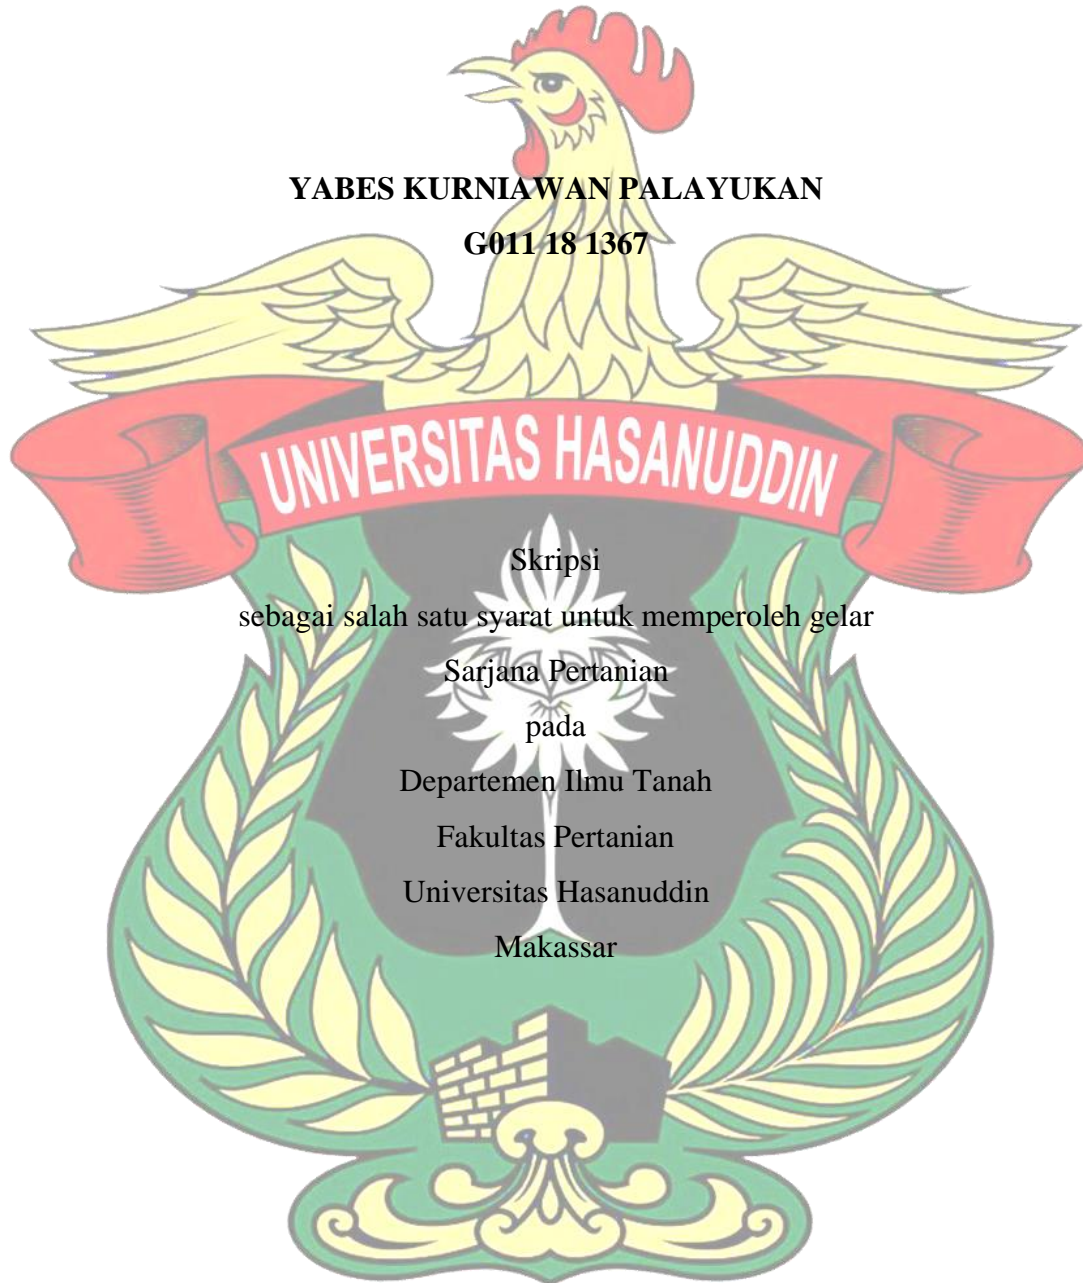 YABES KURNIAWAN PALAYUKAN
G011 18 1367
UNIVERSITAS HASANUDDIN
Skripsi
sebagai salah satu syarat untuk memperoleh gelar
Sarjana Pertanian
pada
Departemen Ilmu Tanah
Fakultas Pertanian
Universitas Hasanuddin
Makassar